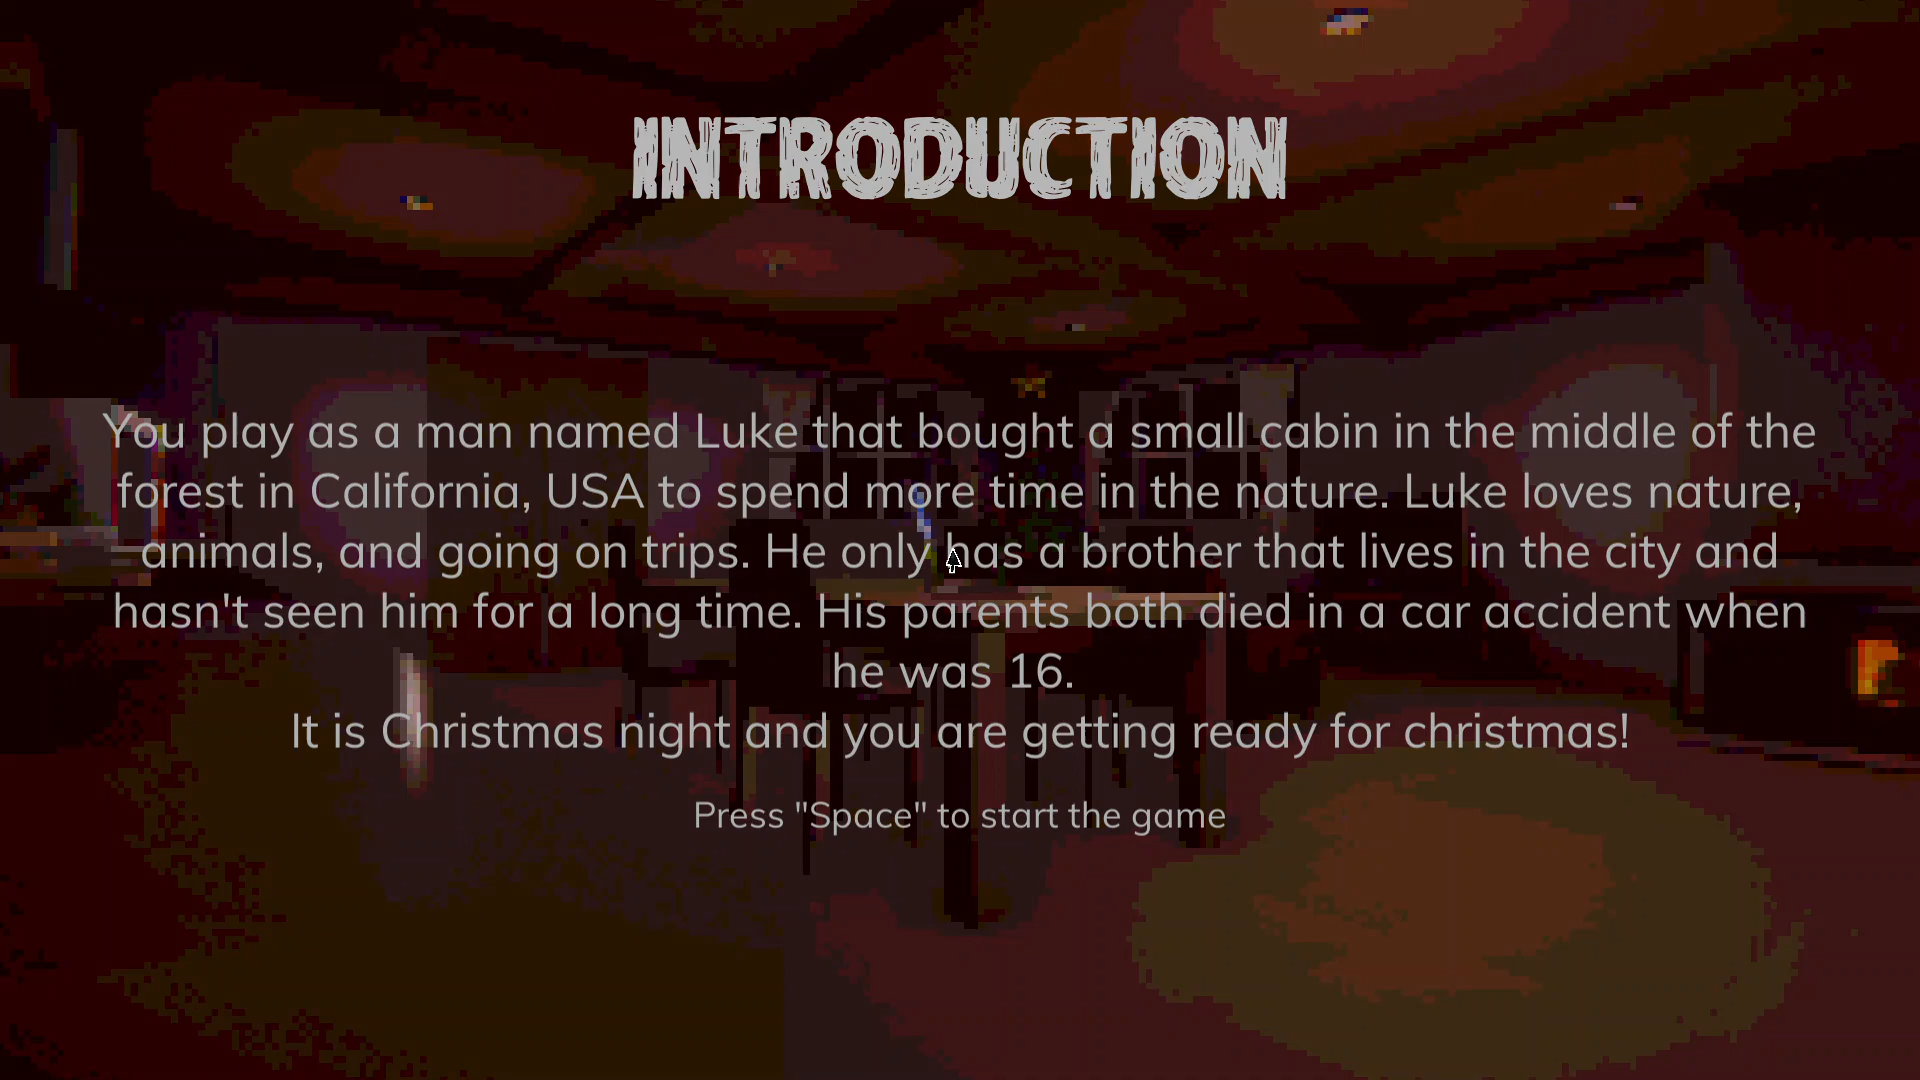 INTRODUCTION
You play as a man named Luke that bought a small cabin in the middle of the
forest in California, USA to spend more time in the nature. Luke loves nature,
animals, and going on trips. He only has a brother that lives in the city and
hasn't seen him for a long time. His parents both died in a car accident when
he was 16.
It is Christmas night and you are getting ready for christmas!
Press "Space" to start the game